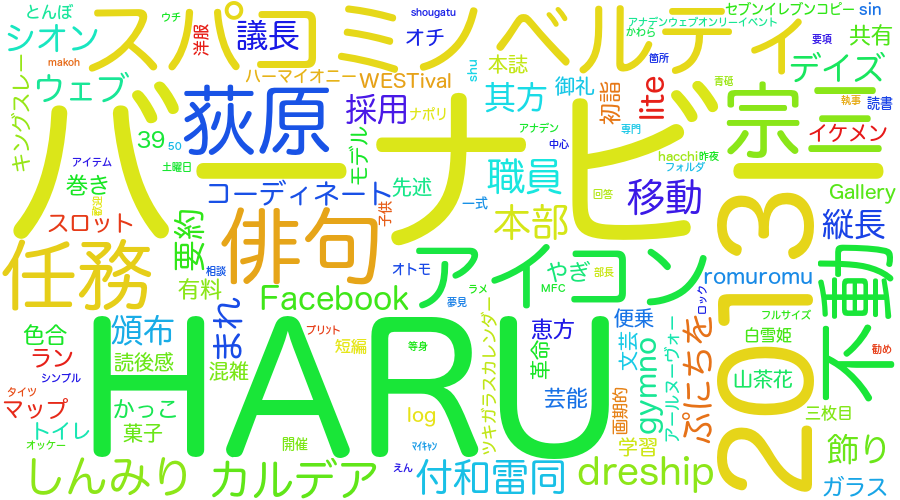 とんぼ
ウチ
スパコミノベルティ
shougatu
セブンイレブンコピー
sin
アナデンウェブオンリーイベント
かわら
シオン
洋服
議長
オチ
箇所
要項
共有
makoh
ハーマイオニー
WESTival
shu
本誌
デイズ
キングスレー
ウェブ
荻原
採用
ナポリ
其方
御礼
初詣
lite
宗三
青砥
執事
読書
バーナビー
39
50
モデル
アナデン
中心
専門
イケメン
アイテム
土曜日
hacchi
昨夜
フォルダ
巻き
コーディネート
先述
職員
移動
Gallery
歓迎
スロット
子供
一式
回答
本部
2013
縦長
任務
要約
俳句
相談
オトモ
アイコン
やぎ
部長
MFC
romuromu
不動
有料
Facebook
ラメ
夢見
ロック
フルサイズ
色合
頒布
まれ
プリント
HARU
恵方
便乗
白雪姫
勧め
ラン
読後感
短編
等身
革命
文芸
gymno
アールヌーヴォー
ぷにちを
シンプル
混雑
山茶花
タイツ
マップ
かっこ
log
ツキガラスカレンダー
芸能
画期的
三枚目
トイレ
菓子
オッケー
開催
マイキャン
学習
飾り
しんみり
カルデア
えん
付和雷同
dreship
ガラス